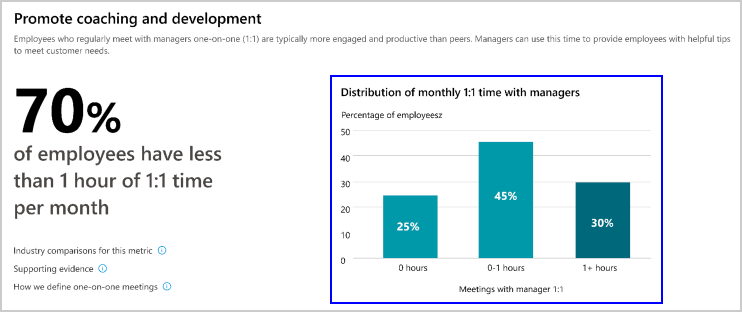 Promote coaching and development
Employees who regularly meet with managers one-on-one (1:1) are typically more engaged and productive than peers. Managers can use this time to provide employees with helpful tips
to meet customer needs.
70%
of employees have less
than 1 hour of 1:1 time
per month
Industry comparisons for this metric
Supporting evidence
How we define one-on-one meetings
Distribution of monthly 1:1 time with managers
Percentage of employeesz
50
40
30
20
10
0
25%
45%
30%
0 hours
0-1 hours
1+ hours
Meetings with manager 1:1